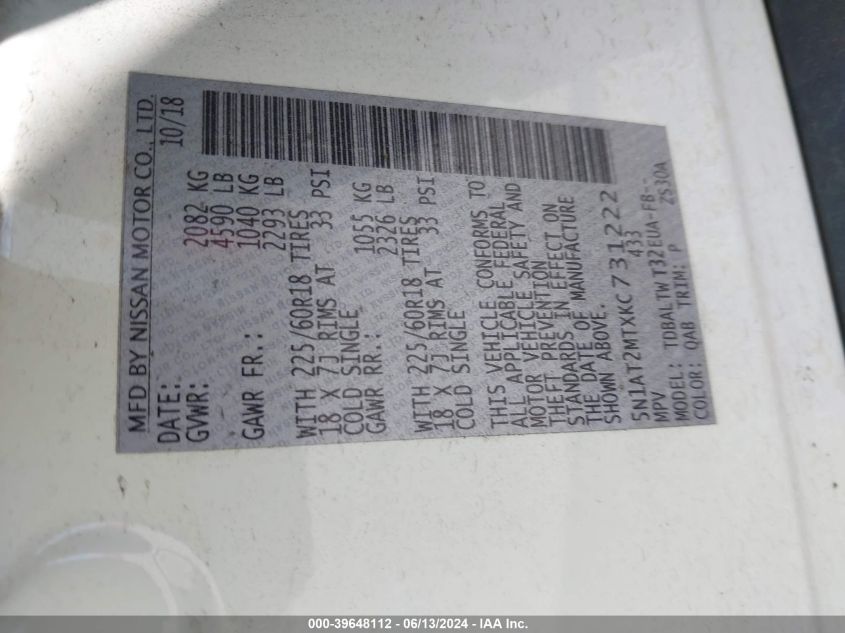 MFD BY NISSAN MOTOR CO., LTD.
DATE: 10/18
GVWR: 2082 KG
4590 LB
GAWR FR.: 1040 KG
2293 LB
WITH 225/60R18 TIRES
18 X 7J RIMS AT 33 PSI
COLD SINGLE
GAWR RR.: 1055 KG
2326 LB
WITH 225/60R18 TIRES
18 X 7J RIMS AT 33 PSI
COLD SINGLE
THIS VEHICLE CONFORMS TO
ALL APPLICABLE FEDERAL
MOTOR VEHICLE SAFETY AND
THEFT PREVENTION
STANDARDS IN EFFECT ON
THE DATE OF MANUFACTURE
SHOWN ABOVE.
5N1AT2MTXKC731222
MPV 433
MODEL: TDBALTWT32EUA-FB--
COLOR: QAB TRIM: P ZS30A
000-39648112 - 06/13/2024 - IAA Inc.